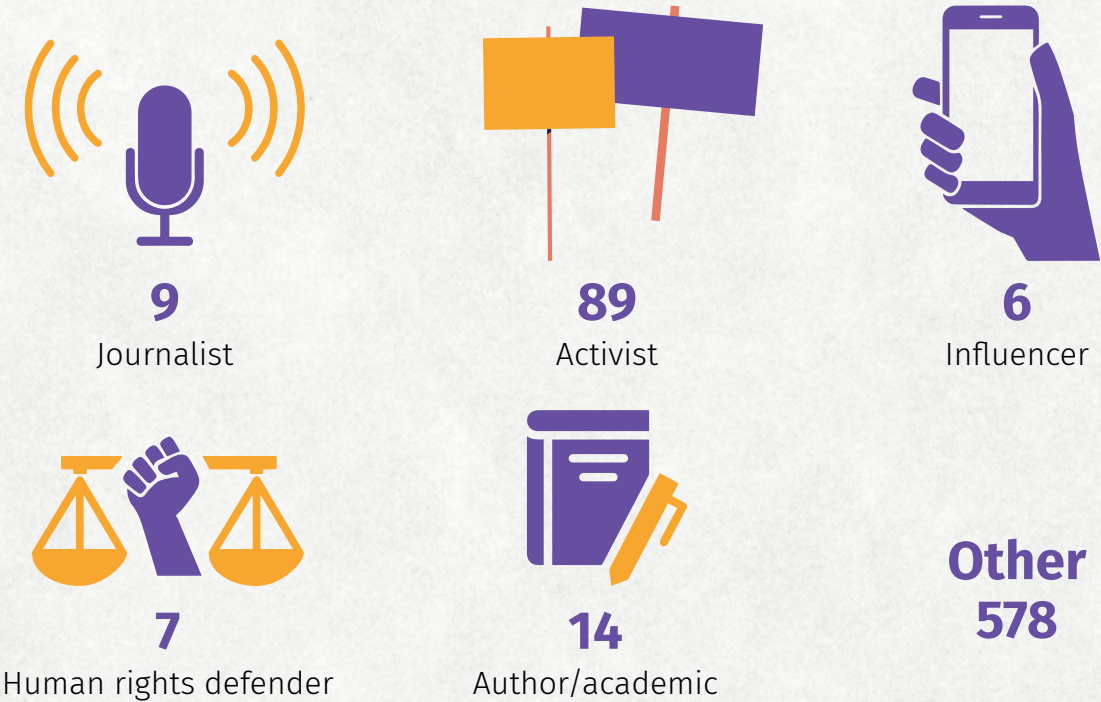 9
Journalist
89
Activist
6
Influencer
7
Human rights defender
14
Author/academic
Other
578